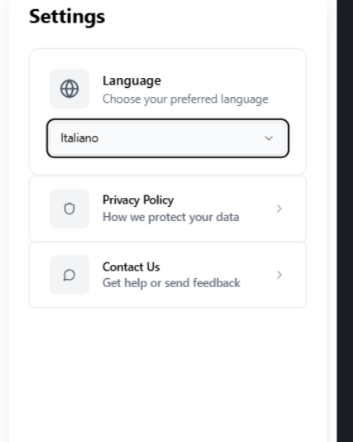 Settings
Language
Choose your preferred language
Italiano
Privacy Policy
How we protect your data
Contact Us
Get help or send feedback